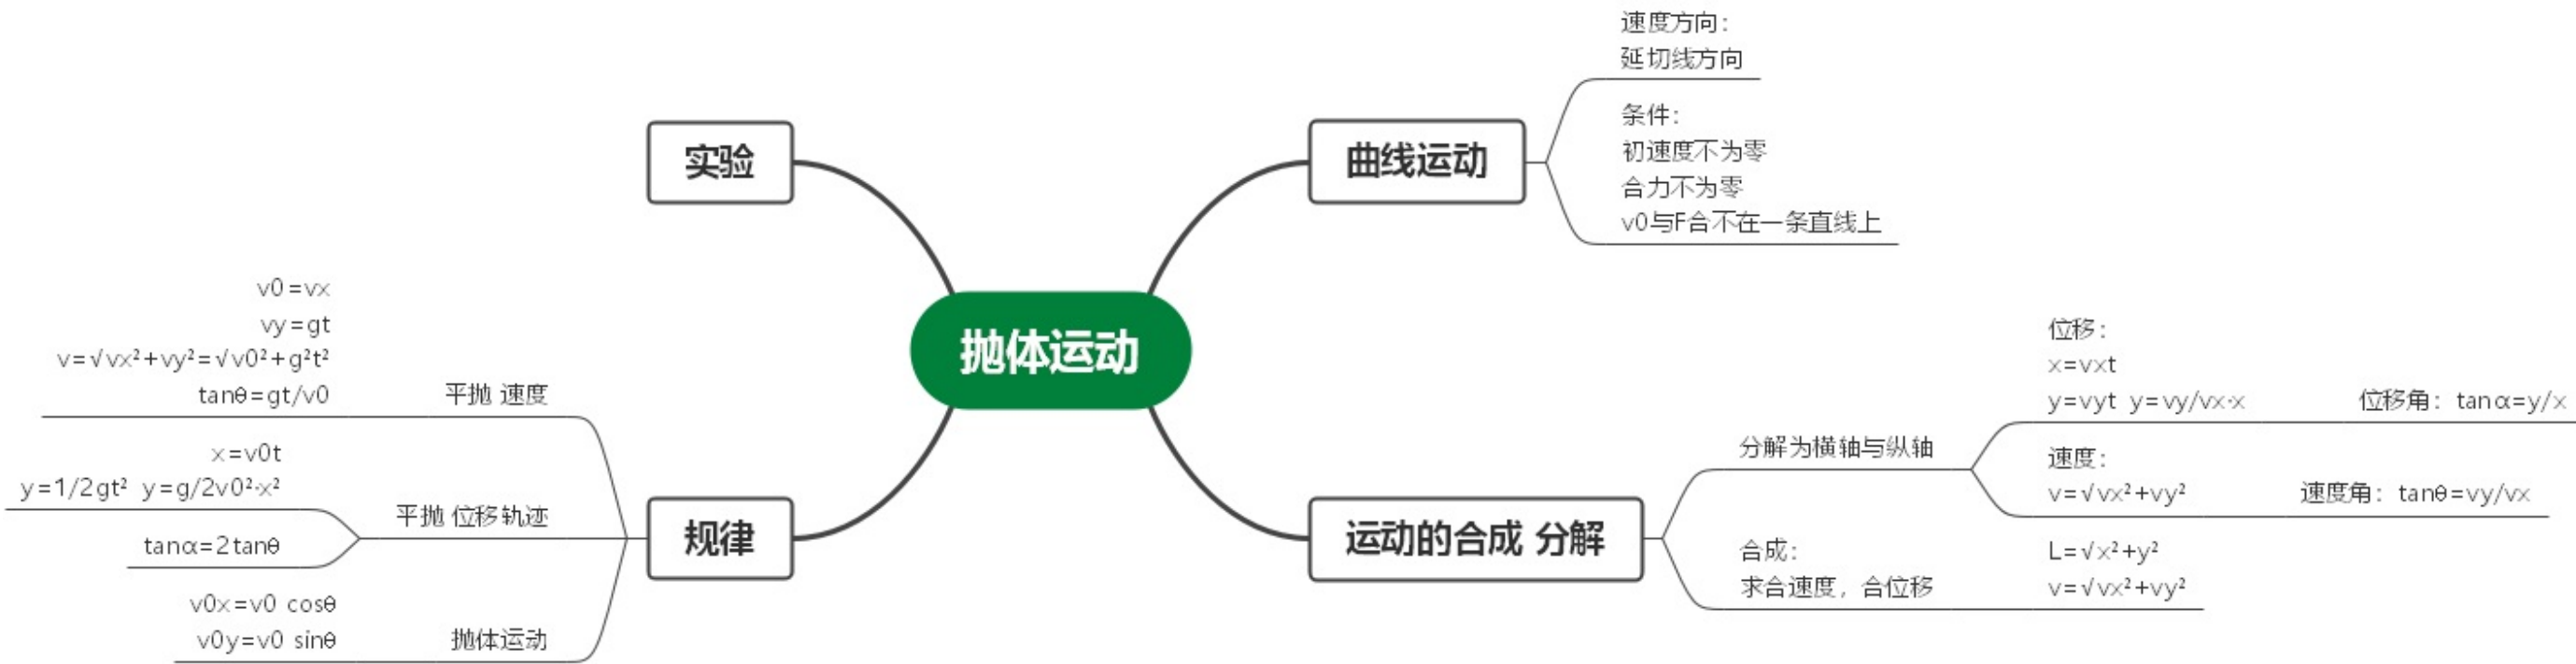 抛体运动
曲线运动
速度方向：
延切线方向
条件：
初速度不为零
合力不为零
v0与F合不在一条直线上
运动的合成 分解
分解为横轴与纵轴
位移：
x=vxt
y=vyt y=vy/vx·x
位移角：tanα=y/x
速度：
v=√vx²+vy²
速度角：tanθ=vy/vx
合成：
求合速度，合位移
L=√x²+y²
v=√vx²+vy²
实验
规律
平抛 速度
v0=vx
vy=gt
v=√vx²+vy²=√v0²+g²t²
tanθ=gt/v0
平抛 位移轨迹
x=v0t
y=1/2gt² y=g/2v0²·x²
tanα=2tanθ
抛体运动
v0x=v0 cosθ
v0y=v0 sinθ